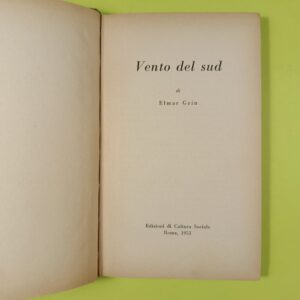 Vento del sud
di
Elmar Grin
Edizioni di Cultura Sociale
Roma, 1953